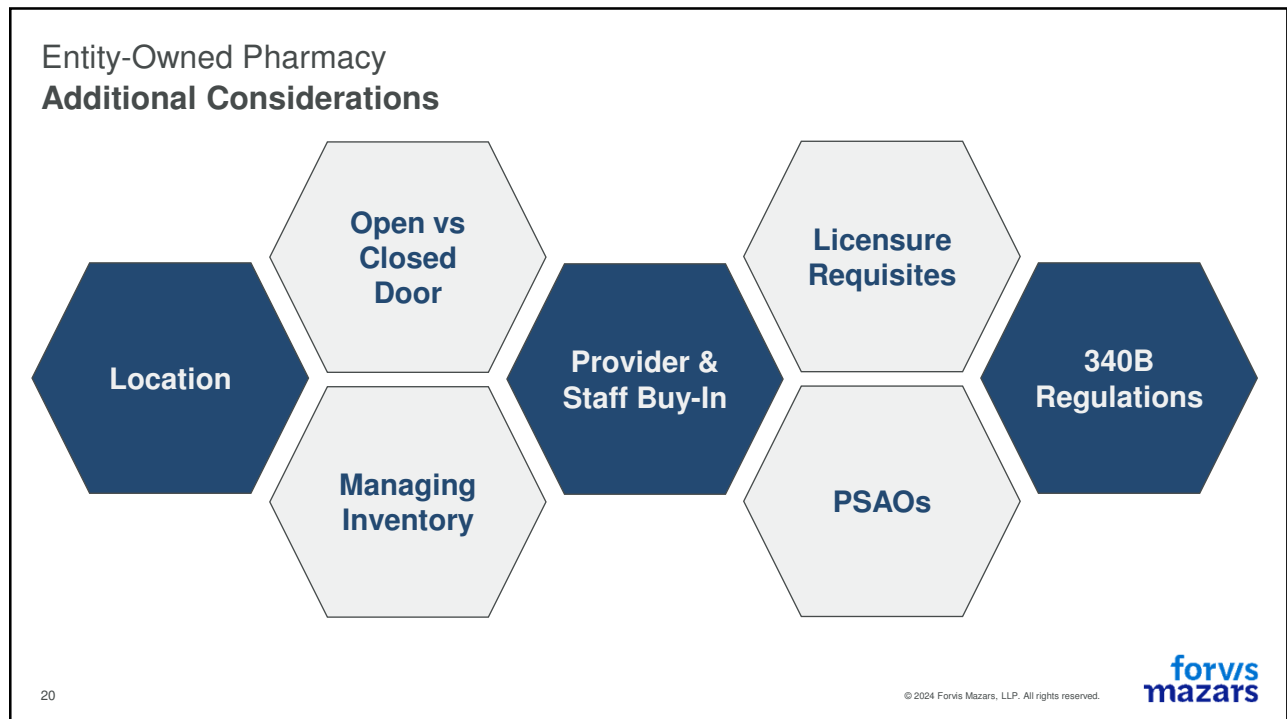 Entity-Owned Pharmacy
Additional Considerations
Location
Open vs
Closed
Door
Managing
Inventory
Provider &
Staff Buy-In
Licensure
Requisites
PSAOs
340B
Regulations
20
© 2024 Forvis Mazars, LLP. All rights reserved.
forvis
mazars